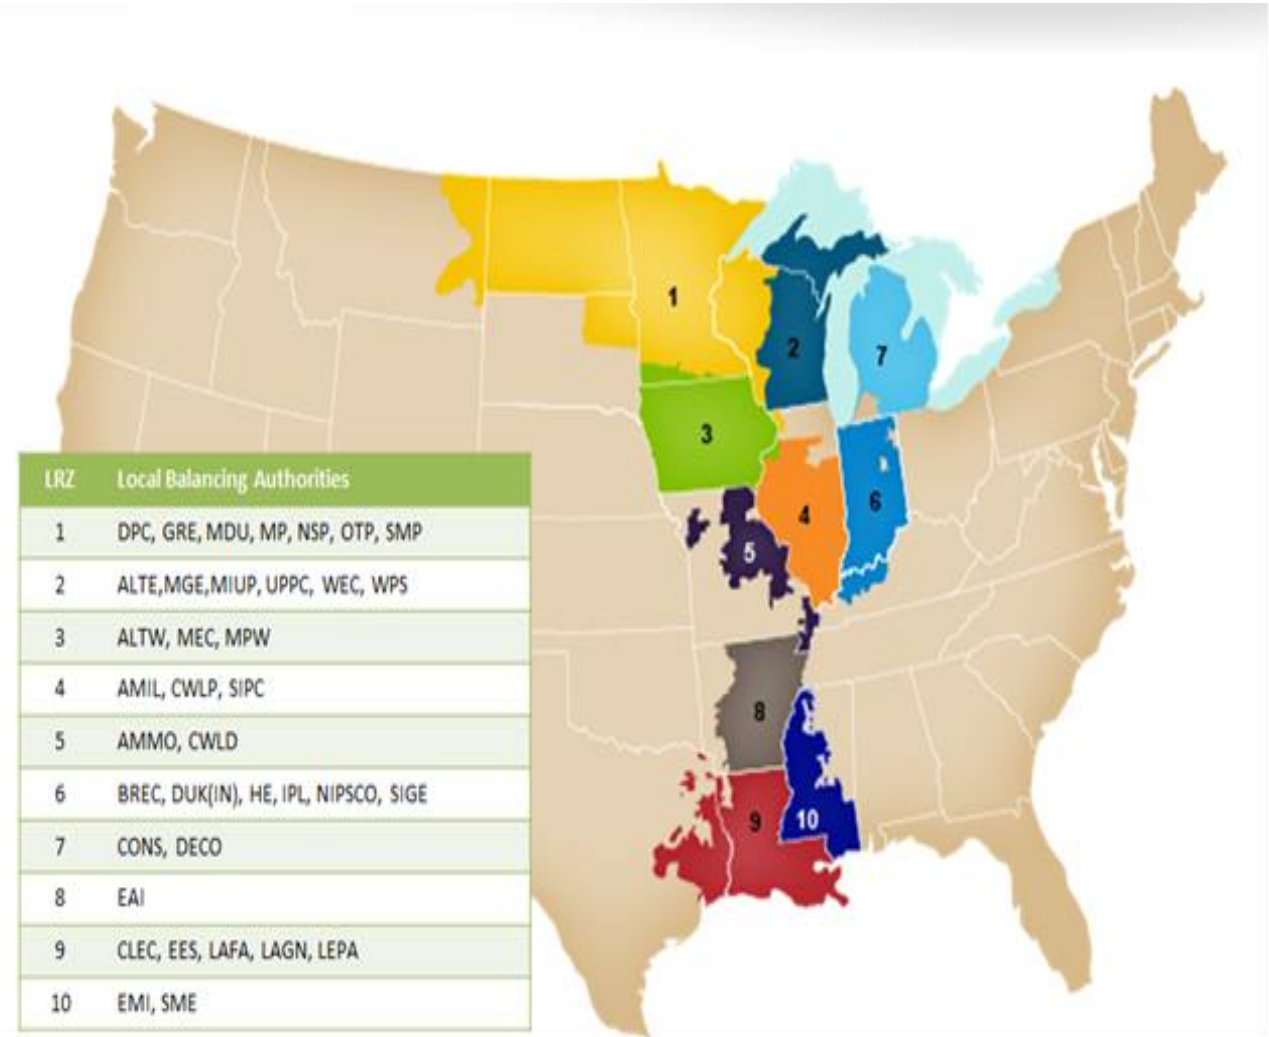 LRZ Local Balancing Authorities
1 DPC, GRE, MDU, MP, NSP, OTP, SMP
2 ALTE,MGE,MIUP, UPPC, WEC, WPS
3 ALTW, MEC, MPW
4 AMIL, CWLP, SIPC
5 AMMO, CWLD
6 BREC, DUK(IN), HE, IPL, NIPSCO, SIGE
7 CONS, DECO
8 EAI
9 CLEC, EES, LAFA, LAGN, LEPA
10 EMI, SME
1
2
7
3
6
4
5
8
9
10